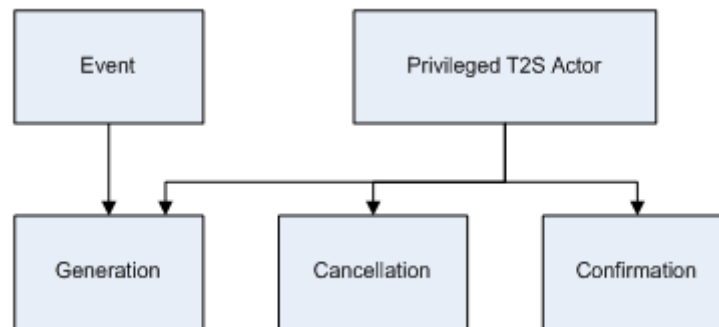 Event
Privileged T2S Actor
Generation
Cancellation
Confirmation